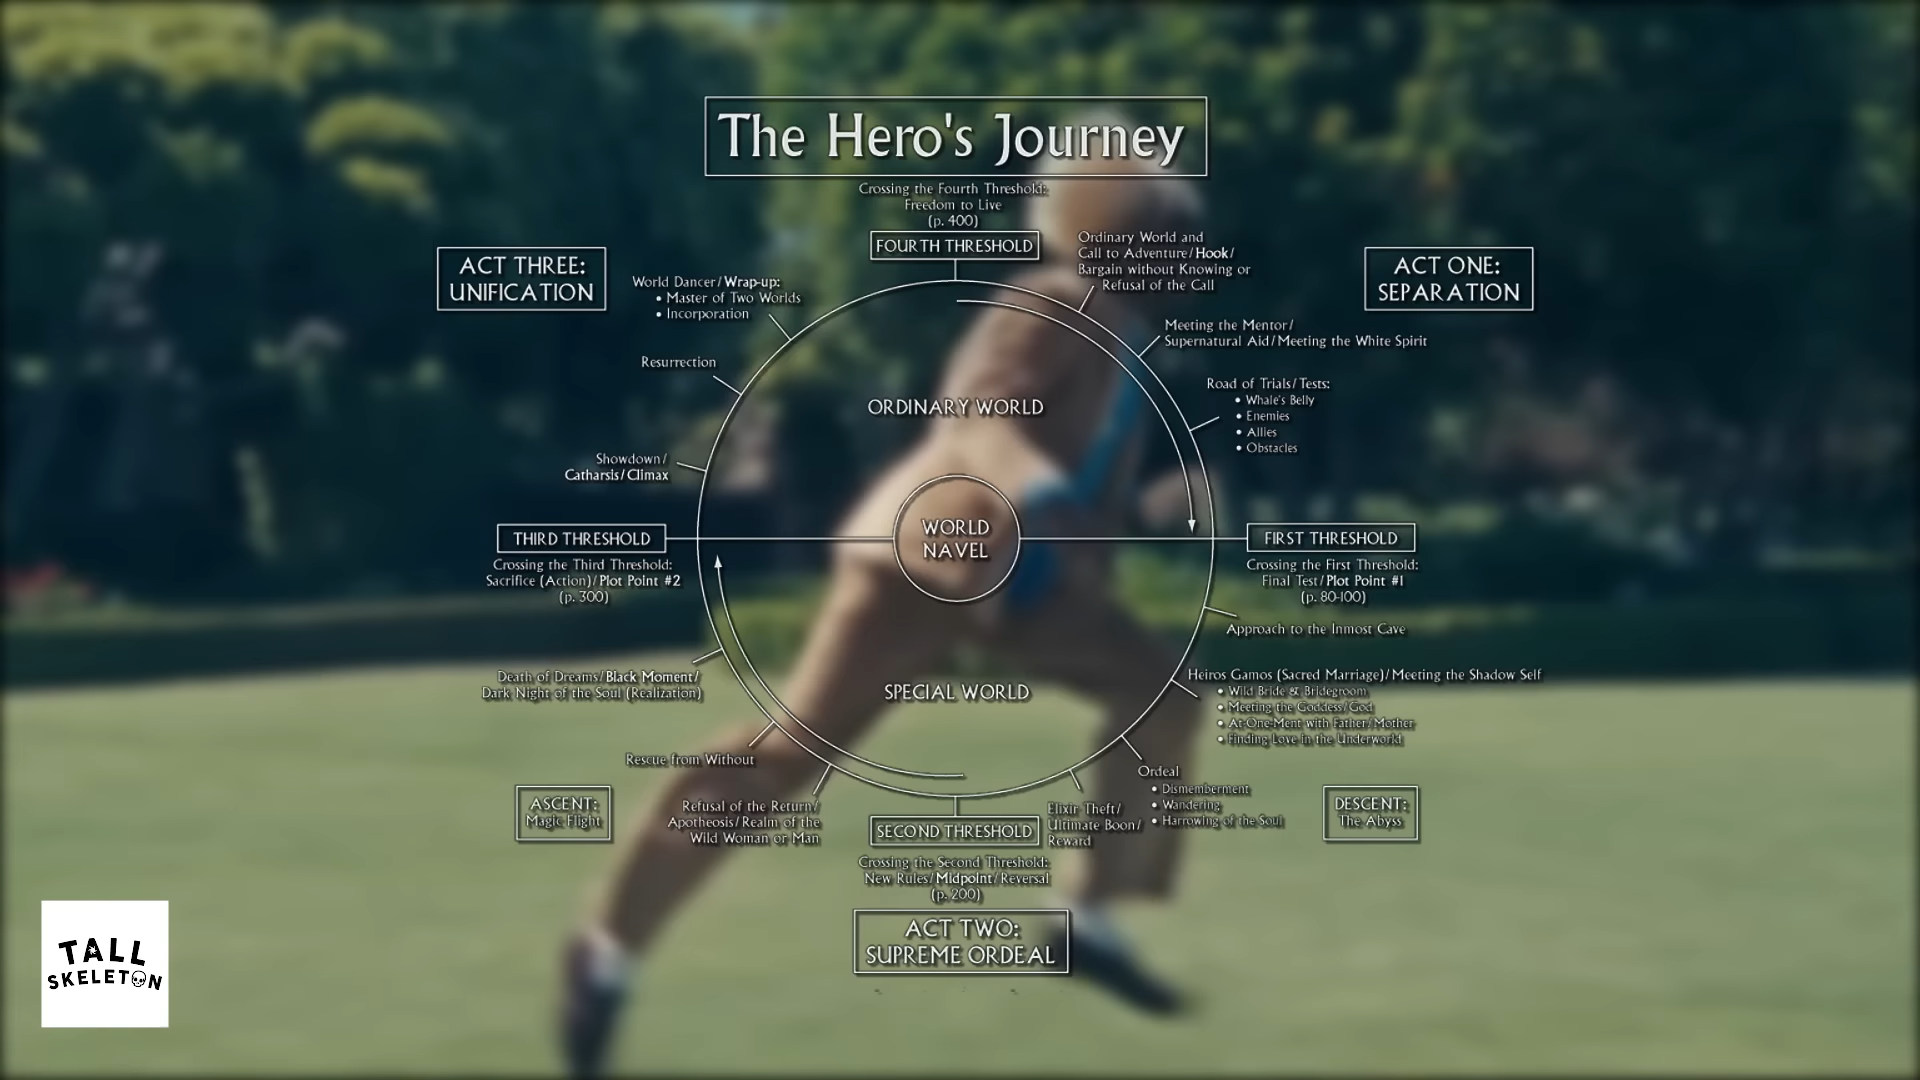 The Hero's Journey
Crossing the Fourth Threshold:
Freedom to Live
(p. 400)
FOURTH THRESHOLD
ACT ONE:
SEPARATION
Ordinary World and
Call to Adventure/Hook/
Bargain without Knowing or
Refusal of the Call
Meeting the Mentor/
Supernatural Aid/Meeting the White Spirit
Road of Trials/Tests:
• Whale's Belly
• Enemies
• Allies
• Obstacles
FIRST THRESHOLD
Crossing the First Threshold:
Final Test/Plot Point #1
(p. 80-100)
Approach to the Inmost Cave
Heiros Gamos (Sacred Marriage)/Meeting the Shadow Self
• Wild Bride & Bridegroom
• Meeting the Goddess/God
• At-One-Ment with Father/Mother
• Finding Love in the Underworld
Ordeal
• Dismemberment
• Wandering
• Harrowing of the Soul
DESCENT:
The Abyss
Elixir Theft/
Ultimate Boon/
Reward
SECOND THRESHOLD
Crossing the Second Threshold:
New Rules/Midpoint/Reversal
(p. 200)
ACT TWO:
SUPREME ORDEAL
Refusal of the Return/
Apotheosis/Realm of the
Wild Woman or Man
ASCENT:
Magic Flight
Rescue from Without
Death of Dreams/Black Moment/
Dark Night of the Soul (Realization)
THIRD THRESHOLD
Crossing the Third Threshold:
Sacrifice (Action)/Plot Point #2
(p. 300)
Showdown/
Catharsis/Climax
Resurrection
World Dancer/Wrap-up:
• Master of Two Worlds
• Incorporation
ACT THREE:
UNIFICATION
ORDINARY WORLD
WORLD
NAVEL
SPECIAL WORLD
TALL
SKELETON